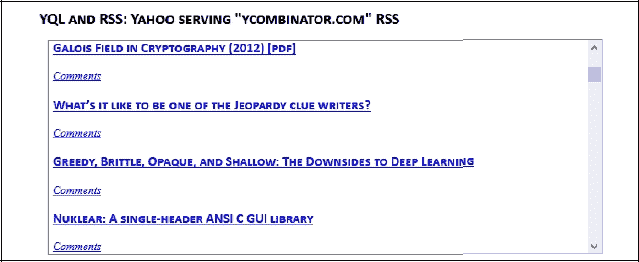 YQL and RSS: Yahoo serving "ycombinator.com" RSS
Galois Field in Cryptography (2012) [pdf]
Comments
What's it like to be one of the Jeopardy clue writers?
Comments
Greedy, Brittle, Opaque, and Shallow: The Downsides to Deep Learning
Comments
Nuklear: A single-header ANSI C GUI library
Comments